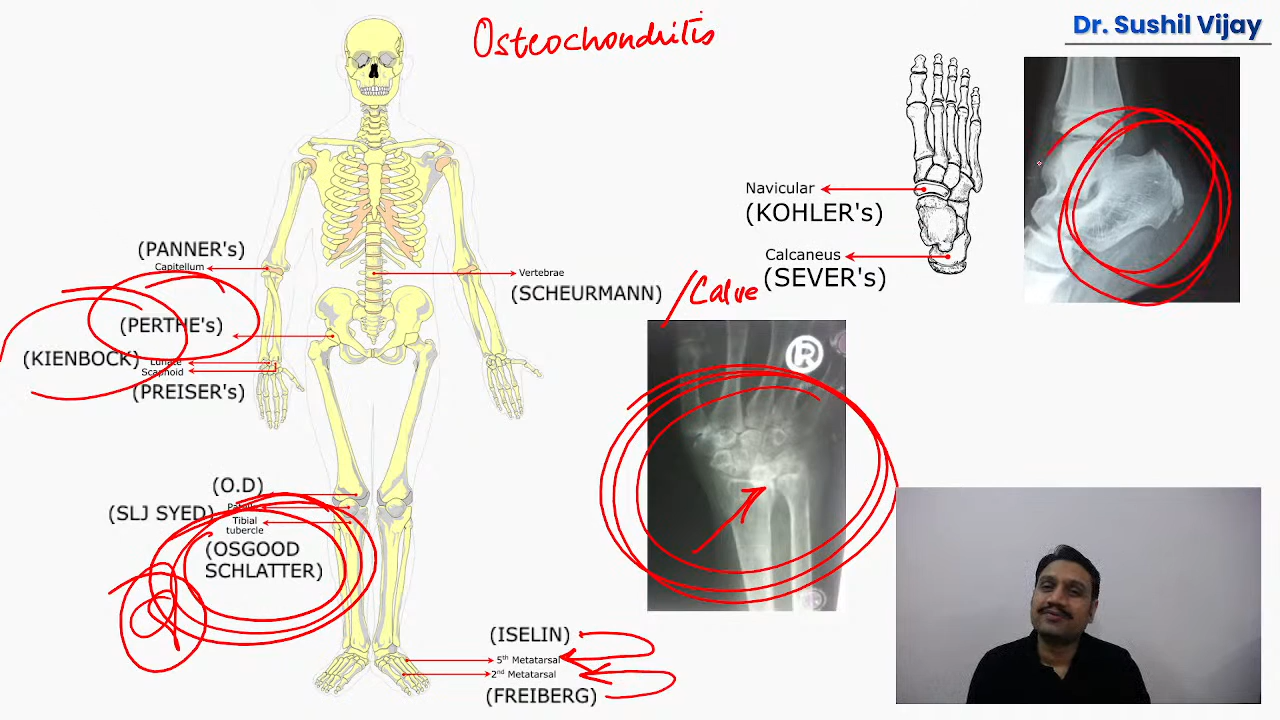 Osteochondritis
Dr. Sushil Vijay
Navicular
(KOHLER's)
Calcaneus
(SEVER's)
(PANNER's)
Capitellum
Vertebrae
(SCHEURMANN)
/Calve
(PERTHE's)
(KIENBOCK)
Lunate
Scaphoid
(PREISER's)
R
(O.D)
(SLJ SYED)
Tibial
tubercle
(OSGOOD
SCHLATTER)
(ISELIN)
5th Metatarsal
2nd Metatarsal
(FREIBERG)